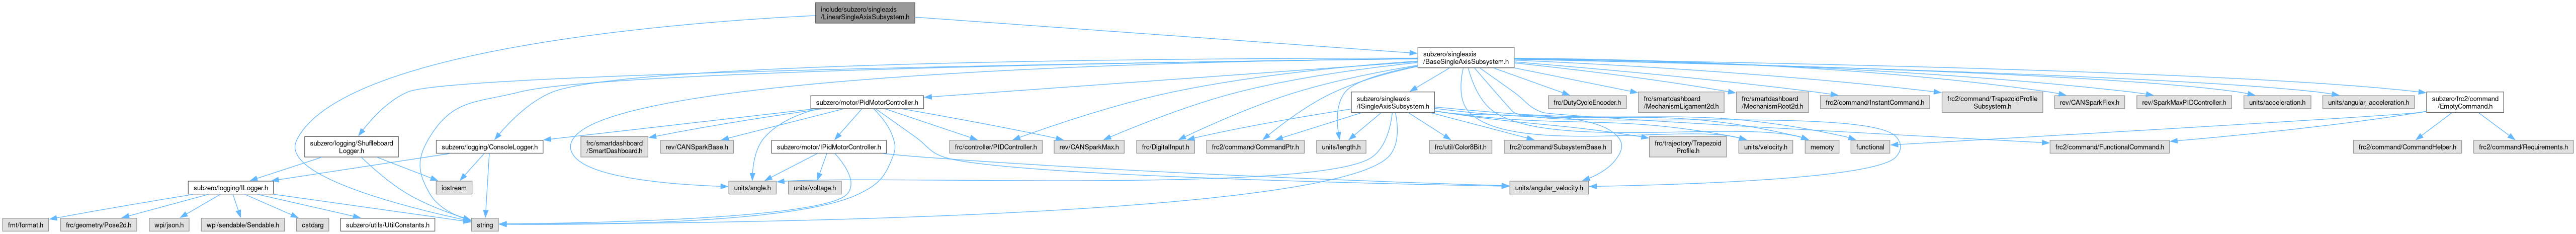 include/subzero/singleaxis
/LinearSingleAxisSubsystem.h
subzero/singleaxis
/BaseSingleAxisSubsystem.h
subzero/motor/PidMotorController.h
subzero/singleaxis
/ISingleAxisSubsystem.h
frc/DutyCycleEncoder.h
frc/smartdashboard
/MechanismLigament2d.h
frc/smartdashboard
/MechanismRoot2d.h
frc2/command/InstantCommand.h
frc2/command/TrapezoidProfile
Subsystem.h
rev/CANSparkFlex.h
rev/SparkMaxPIDController.h
units/acceleration.h
units/angular_acceleration.h
subzero/frc2/command
/EmptyCommand.h
subzero/logging/Shuffleboard
Logger.h
subzero/logging/ConsoleLogger.h
frc/smartdashboard
/SmartDashboard.h
rev/CANSparkBase.h
subzero/motor/IPidMotorController.h
frc/controller/PIDController.h
rev/CANSparkMax.h
frc/DigitalInput.h
frc2/command/CommandPtr.h
units/length.h
frc/util/Color8Bit.h
frc2/command/SubsystemBase.h
frc/trajectory/Trapezoid
Profile.h
units/velocity.h
memory
functional
frc2/command/FunctionalCommand.h
frc2/command/CommandHelper.h
frc2/command/Requirements.h
subzero/logging/ILogger.h
iostream
units/angle.h
units/voltage.h
units/angular_velocity.h
fmt/format.h
frc/geometry/Pose2d.h
wpi/json.h
wpi/sendable/Sendable.h
cstdarg
subzero/utils/UtilConstants.h
string